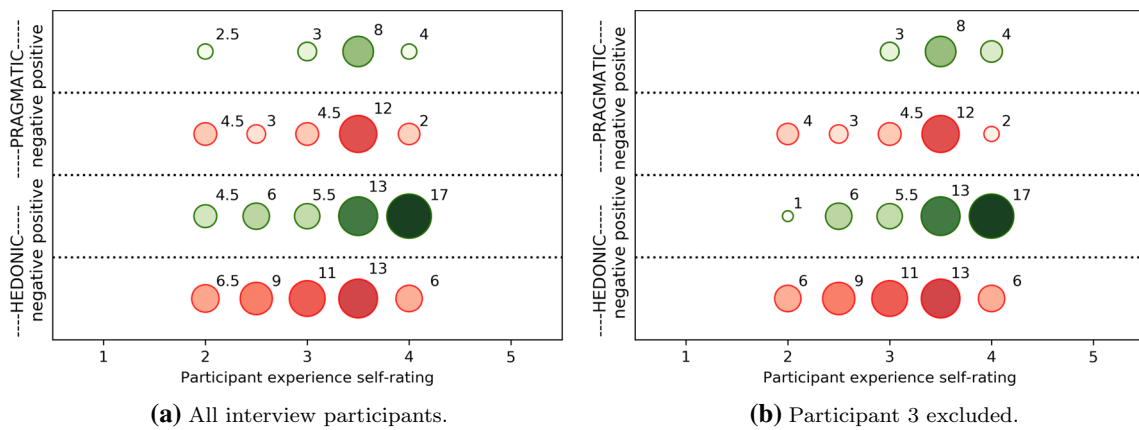 ----HEDONIC---- ----PRAGMATIC----
negative positive negative positive
2.5 3 8 4
4.5 3 4.5 12 2
4.5 6 5.5 13 17
6.5 9 11 13 6
1 2 3 4 5
Participant experience self-rating
(a) All interview participants.
----HEDONIC---- ----PRAGMATIC----
negative positive negative positive
3 8 4
4 3 4.5 12 2
1 6 5.5 13 17
6 9 11 13 6
1 2 3 4 5
Participant experience self-rating
(b) Participant 3 excluded.